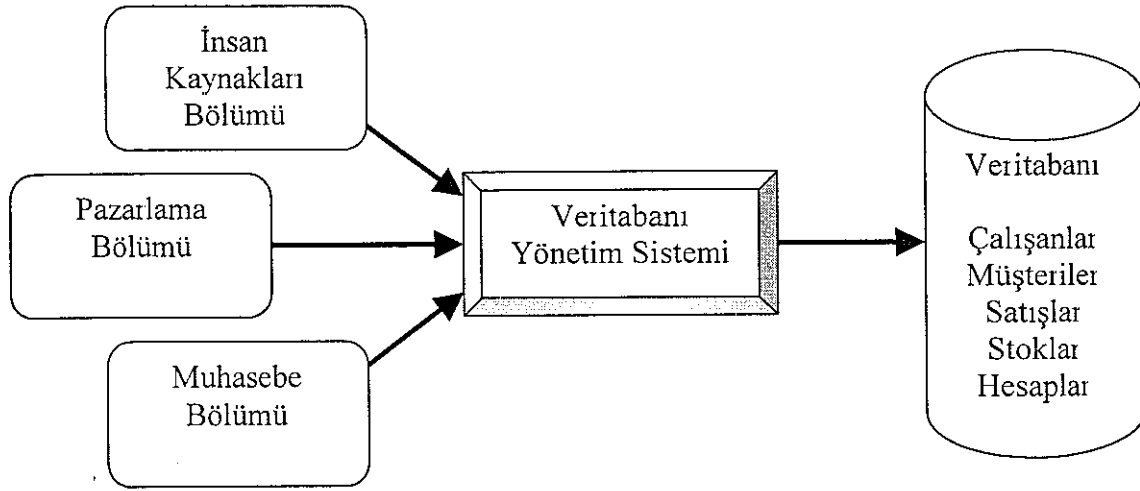 İnsan
Kaynakları
Bölümü
Pazarlama
Bölümü
Muhasebe
Bölümü
Veritabanı
Yönetim Sistemi
Veritabanı
Çalışanlar
Müşteriler
Satışlar
Stoklar
Hesaplar